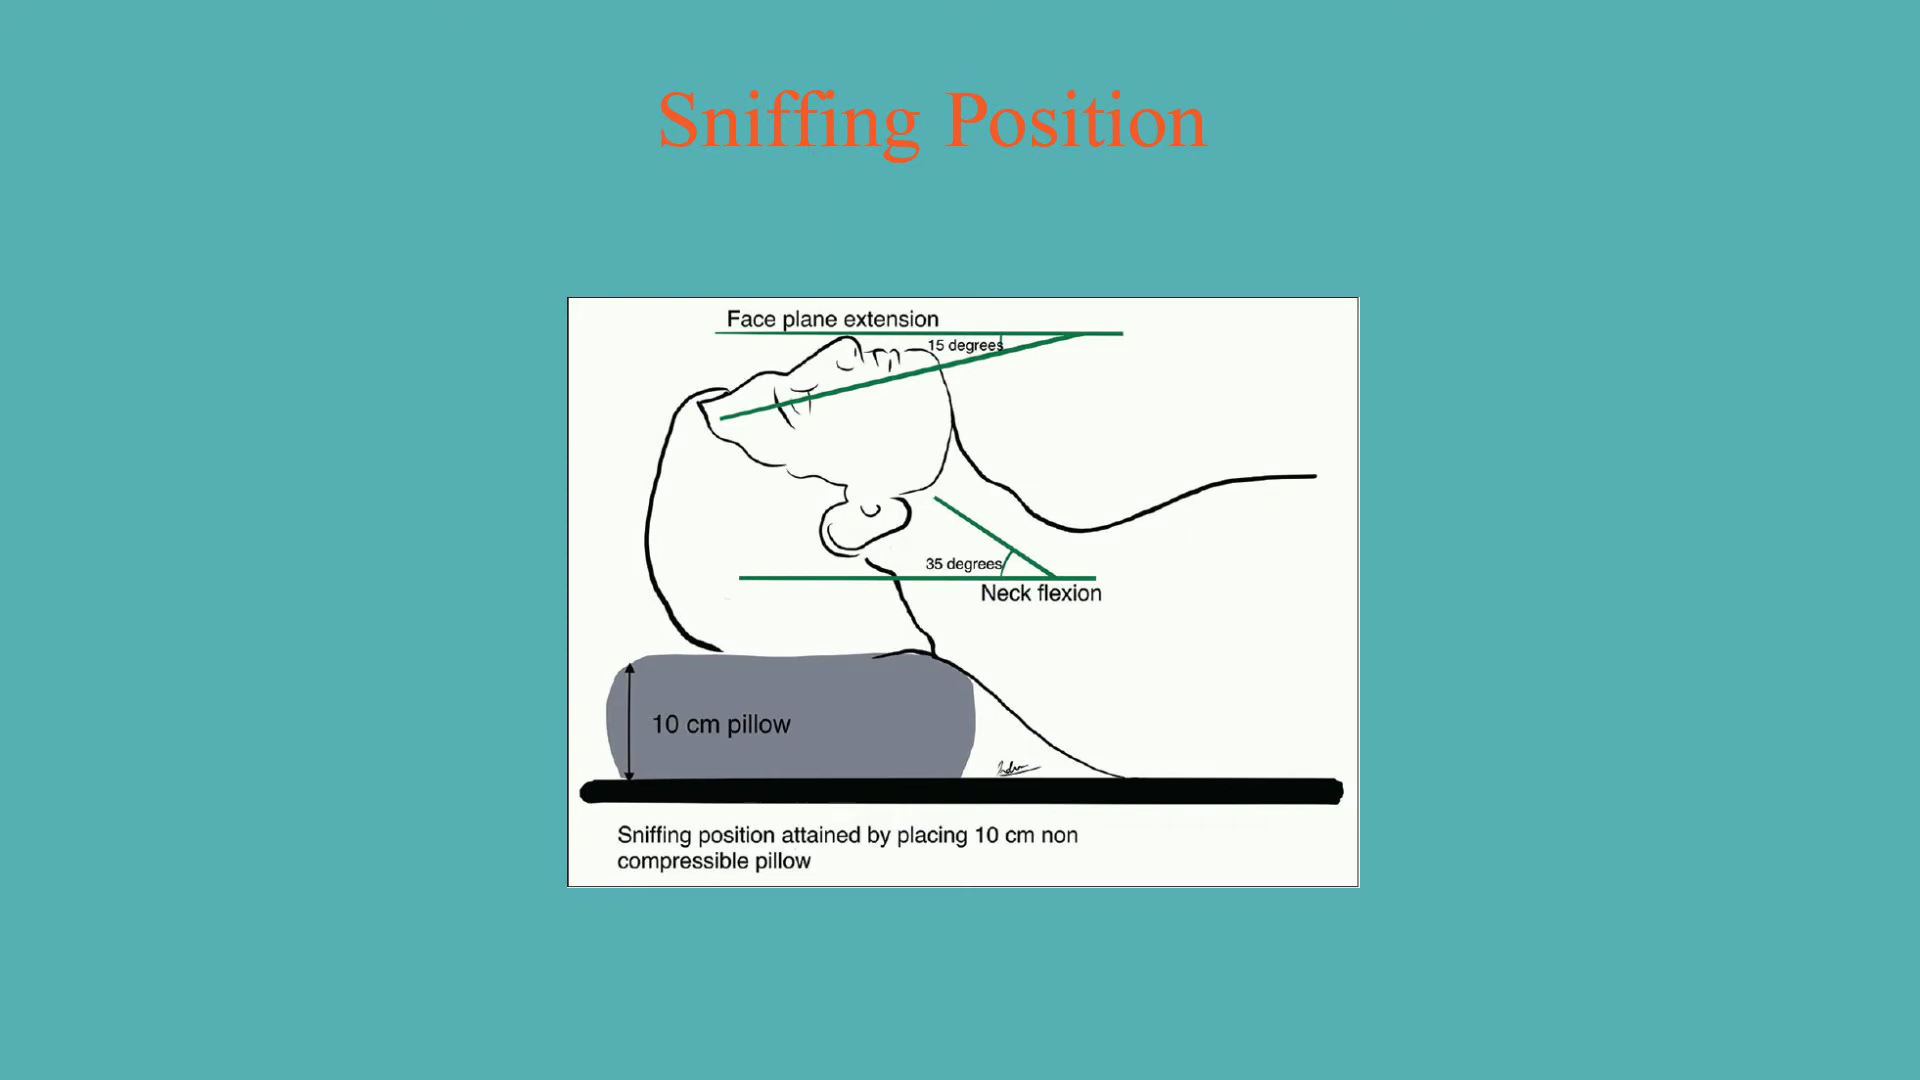 Sniffing Position
Face plane extension
15 degrees
35 degrees
Neck flexion
10 cm pillow
Sniffing position attained by placing 10 cm non
compressible pillow